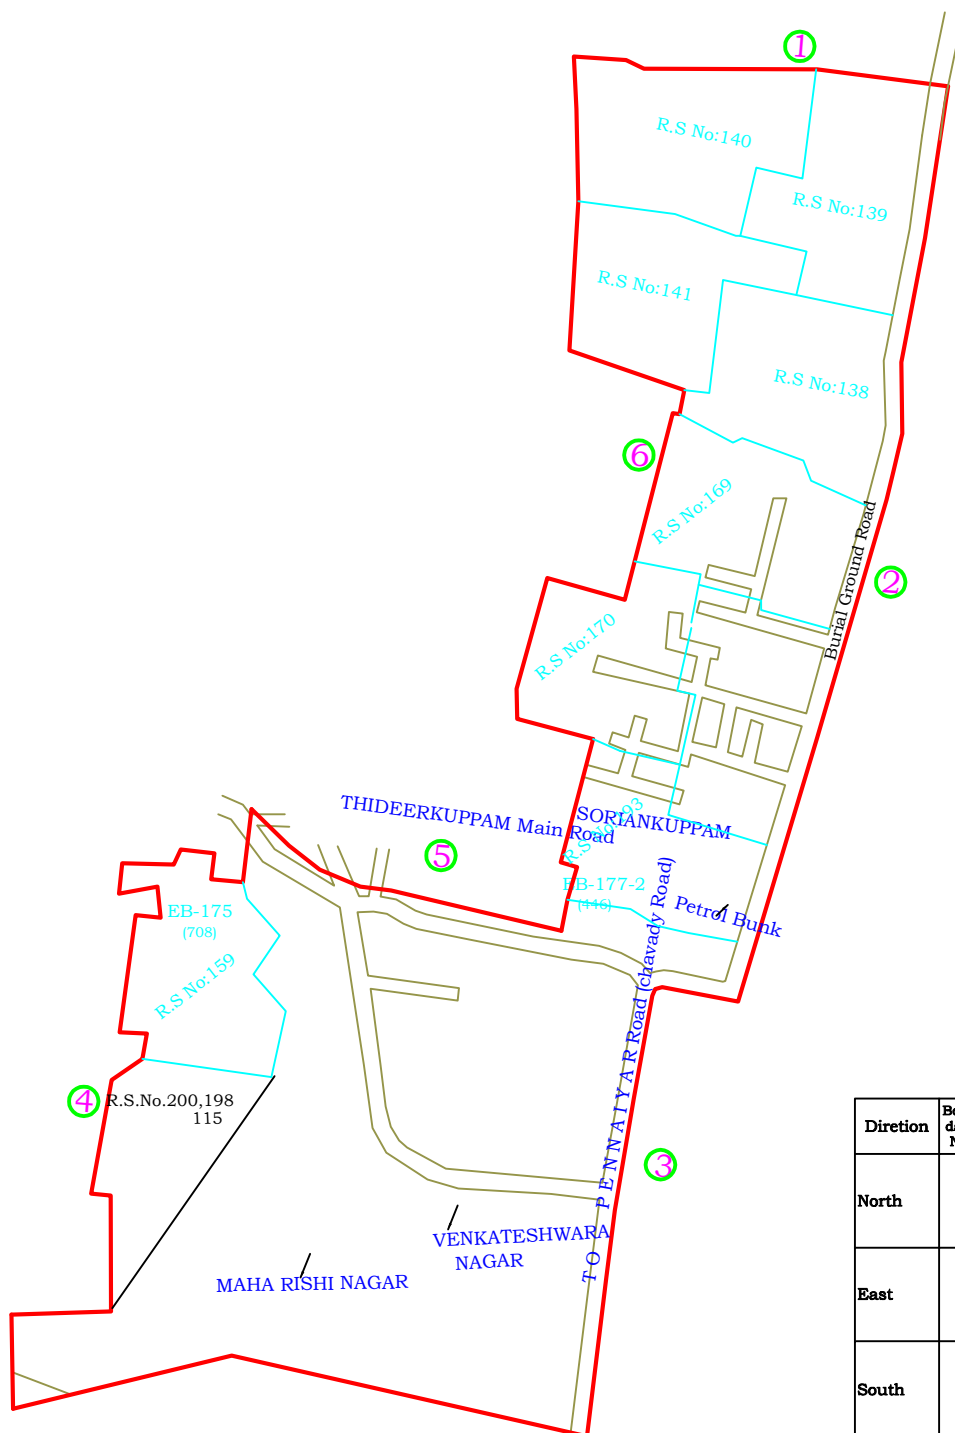 1
R.S No:140
R.S No:139
R.S No:141
R.S No:138
6
R.S No:169
Burial Ground Road
2
R.S No:170
THIDEERKUPPAM Main Road
SORIANKUPPAM
5
EB-177-2
(446)
Petrol Bunk
EB-175
(708)
R.S No:159
TO PENNAIYAR Road (chavady Road)
4
R.S.No.200,198
115
3
VENKATESHWARA
NAGAR
MAHA RISHI NAGAR
Diretion
North
East
South